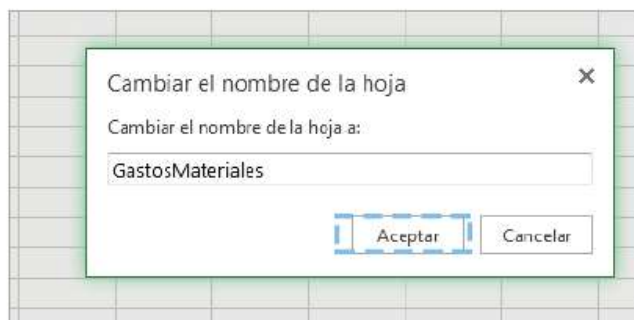 Cambiar el nombre de la hoja
Cambiar el nombre de la hoja a:
GastosMateriales
Aceptar
Cancelar